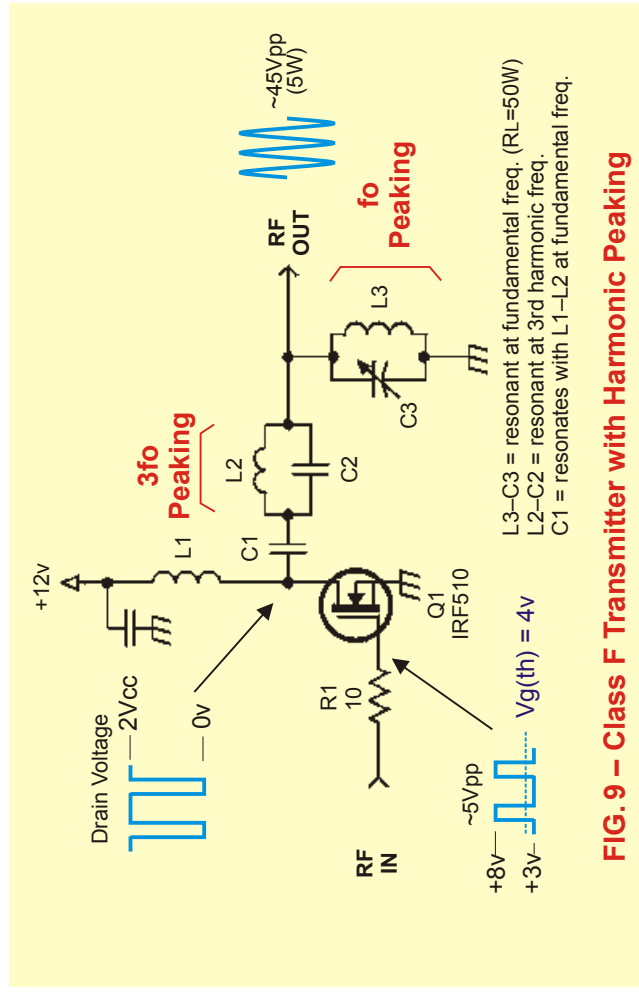 +12v
Drain Voltage
2Vcc
0v
L1
3fo
Peaking
L2
C1
C2
~45Vpp
(5W)
RF
OUT
fo
Peaking
L3
C3
Q1
IRF510
R1
10
RF
IN
~5Vpp
+8v
+3v
Vg(th) = 4v
L3–C3 = resonant at fundamental freq. (RL=50W)
L2–C2 = resonant at 3rd harmonic freq.
C1 = resonates with L1–L2 at fundamental freq.
FIG. 9 – Class F Transmitter with Harmonic Peaking